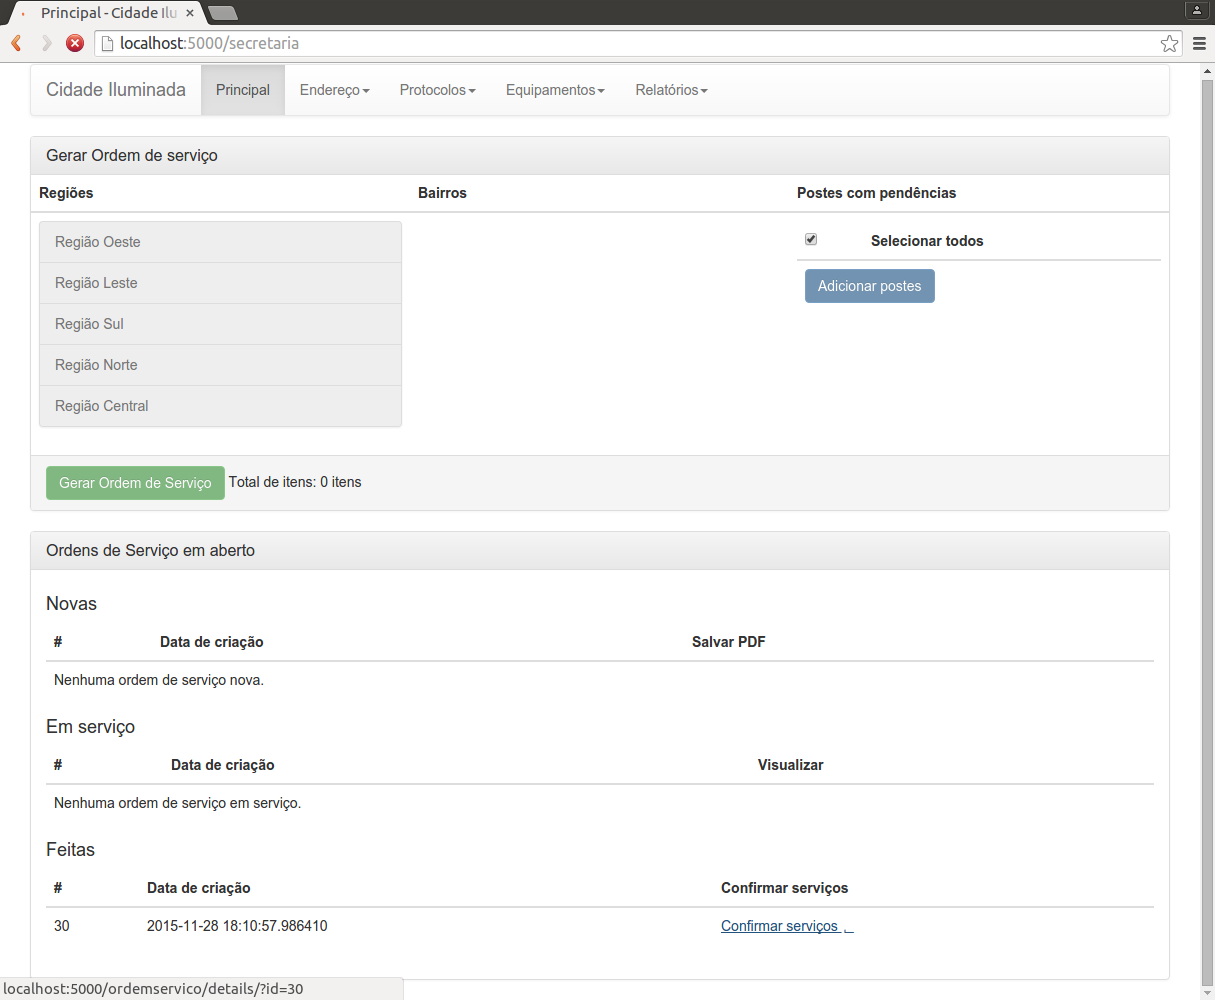 Principal - Cidade Ilu
localhost:5000/secretaria
Cidade Iluminada Principal Endereço Protocolos Equipamentos Relatórios
Gerar Ordem de serviço
Regiões Bairros Postes com pendências
Região Oeste Selecionar todos
Região Leste Adicionar postes
Região Sul
Região Norte
Região Central
Gerar Ordem de Serviço Total de itens: 0 itens
Ordens de Serviço em aberto
Novas
# Data de criação Salvar PDF
Nenhuma ordem de serviço nova.
Em serviço
# Data de criação Visualizar
Nenhuma ordem de serviço em serviço.
Feitas
# Data de criação Confirmar serviços
30 2015-11-28 18:10:57.986410 Confirmar serviços
localhost:5000/ordemservico/details/?id=30